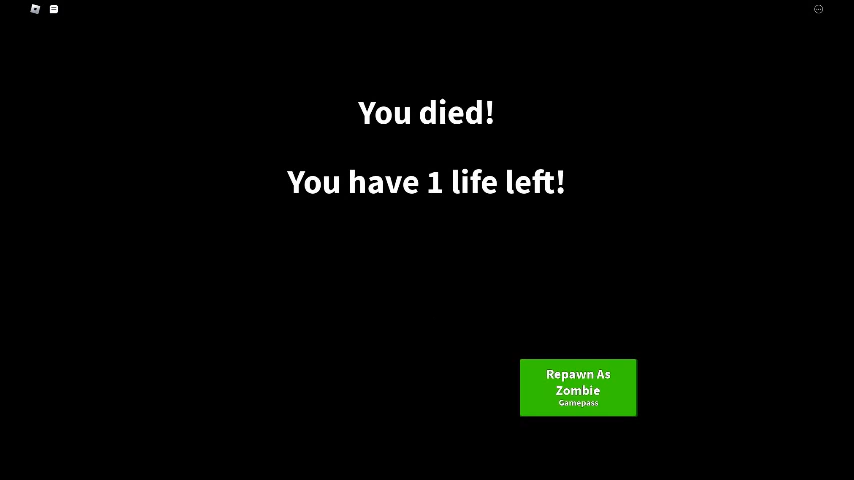 You died!
You have 1 life left!
Repawn As
Zombie
Gamepass